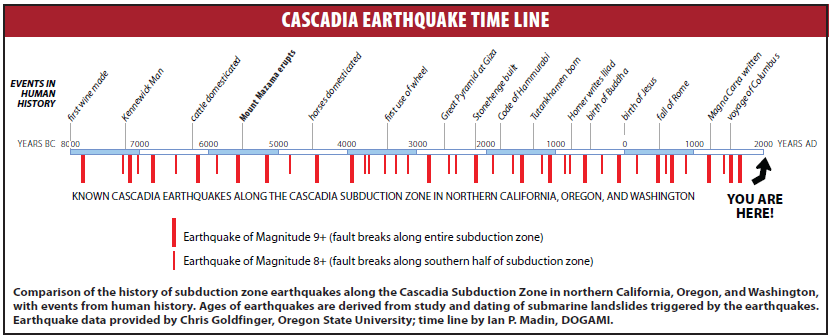 CASCADIA EARTHQUAKE TIME LINE
EVENTS IN
HUMAN
HISTORY
first wine made
Kennewick Man
cattle domesticated
Mount Mazama erupts
horses domesticated
first use of wheel
Great Pyramid at Giza
Stonehenge built
Code of Hammurabi
Tutankhamen born
Homer writes Iliad
birth of Buddha
birth of Jesus
fall of Rome
Magna Carta written
voyage of Columbus
YEARS BC 8000 7000 6000 5000 4000 3000 2000 1000 0 1000 2000 YEARS AD
KNOWN CASCADIA EARTHQUAKES ALONG THE CASCADIA SUBDUCTION ZONE IN NORTHERN CALIFORNIA, OREGON, AND WASHINGTON
YOU ARE
HERE!
Earthquake of Magnitude 9+ (fault breaks along entire subduction zone)
Earthquake of Magnitude 8+ (fault breaks along southern half of subduction zone)
Comparison of the history of subduction zone earthquakes along the Cascadia Subduction Zone in northern California, Oregon, and Washington,
with events from human history. Ages of earthquakes are derived from study and dating of submarine landslides triggered by the earthquakes.
Earthquake data provided by Chris Goldfinger, Oregon State University; time line by Ian P. Madin, DOGAMI.